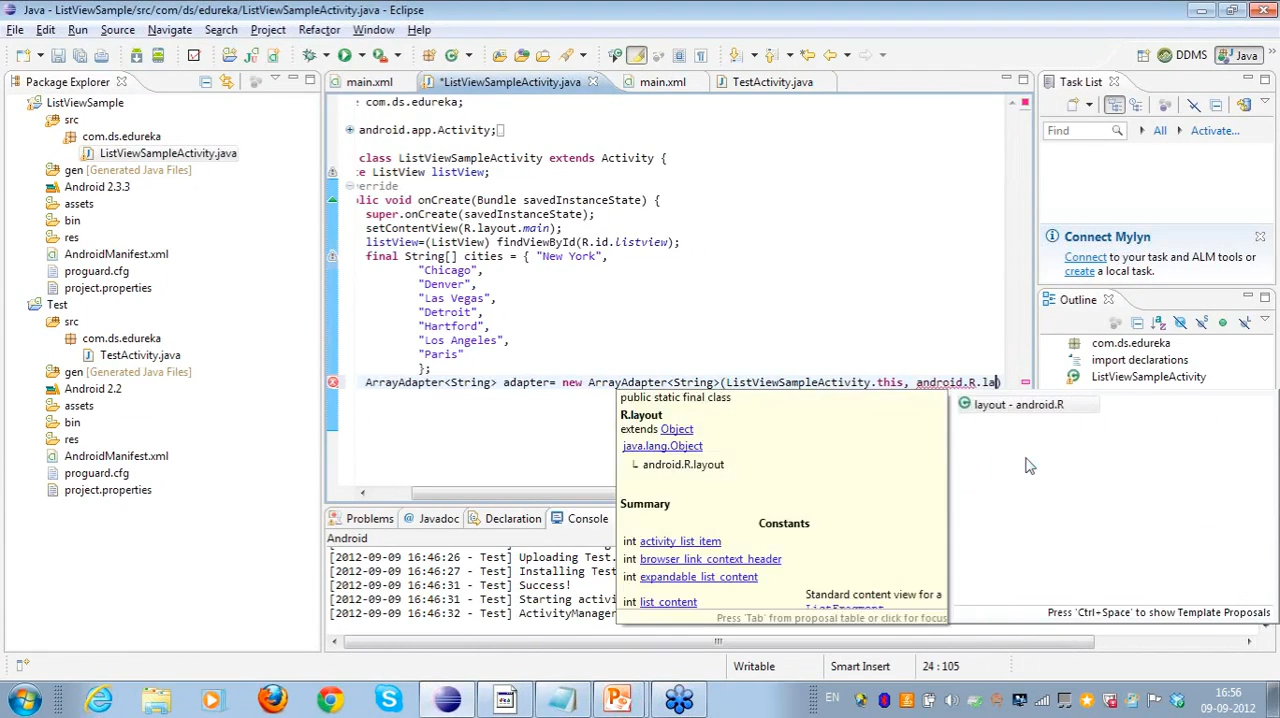 Java - ListViewSample/src/com/ds/edureka/ListViewSampleActivity.java - Eclipse
File Edit Run Source Navigate Search Project Refactor Window Help
DDMS Java
Package Explorer
main.xml *ListViewSampleActivity.java main.xml TestActivity.java
Task List
ListViewSample
src
com.ds.edureka
ListViewSampleActivity.java
gen [Generated Java Files]
Android 2.3.3
assets
bin
res
AndroidManifest.xml
proguard.cfg
project.properties
Test
src
com.ds.edureka
TestActivity.java
gen [Generated Java Files]
Android 2.2
assets
bin
res
AndroidManifest.xml
proguard.cfg
project.properties
com.ds.edureka;
android.app.Activity;
class ListViewSampleActivity extends Activity {
te ListView listView;
verride
lic void onCreate(Bundle savedInstanceState) {
super.onCreate(savedInstanceState);
setContentView(R.layout.main);
listView=(ListView) findViewById(R.id.listview);
final String[] cities = { "New York",
"Chicago",
"Denver",
"Las Vegas",
"Detroit",
"Hartford",
"Los Angeles",
"Paris"
};
ArrayAdapter<String> adapter= new ArrayAdapter<String>(ListViewSampleActivity.this, android.R.la)
public static final class
R.layout
extends Object
java.lang.Object
android.R.layout
Summary
Constants
int activity_list_item
int browser_link_context_header
int expandable_list_content
int list_content
Standard content view for a
ListFragment
Press 'Tab' from proposal table or click for focus
layout - android.R
Press 'Ctrl+Space' to show Template Proposals
Find All Activate...
Connect Mylyn
Connect to your task and ALM tools or
create a local task.
Outline
com.ds.edureka
import declarations
ListViewSampleActivity
Problems Javadoc Declaration Console
Android
[2012-09-09 16:46:26 - Test] Uploading Test.
[2012-09-09 16:46:27 - Test] Installing Test
[2012-09-09 16:46:31 - Test] Success!
[2012-09-09 16:46:31 - Test] Starting activi
[2012-09-09 16:46:32 - Test] ActivityManager
Writable Smart Insert 24 : 105
EN
16:56
09-09-2012